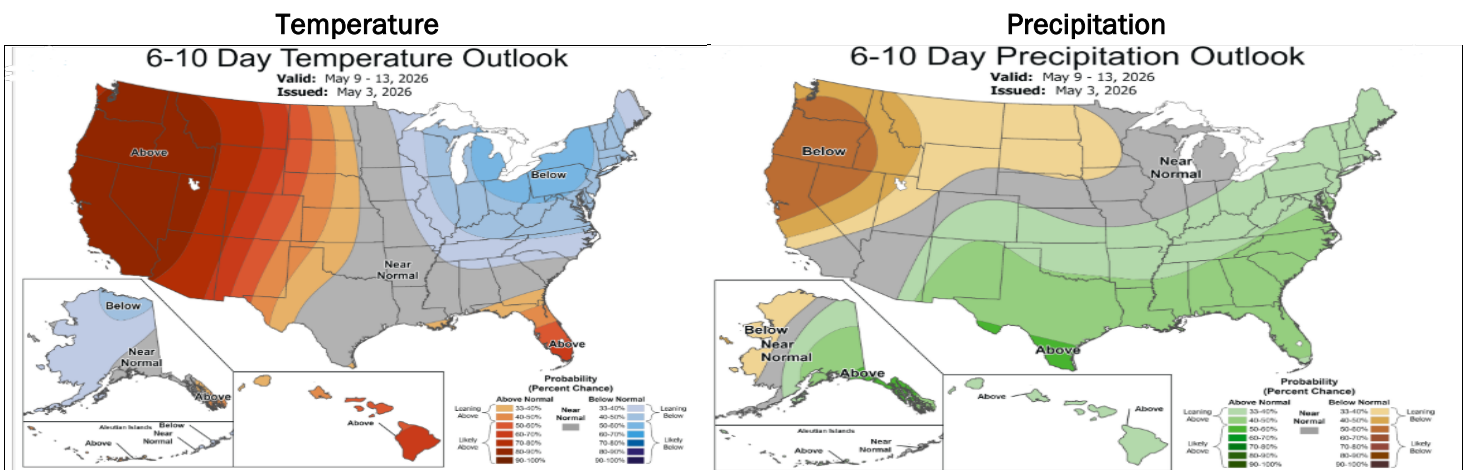 Temperature
6-10 Day Temperature Outlook
Valid: May 9 - 13, 2026
Issued: May 3, 2026
Above
Below
Near
Normal
Above
Below
Near
Normal
Above
Above
Aleutian Islands
Above
Below
Near
Normal
Probability
(Percent Chance)
Above Normal
Below Normal
Leaning
Above
Likely
Above
33-40%
40-50%
50-60%
60-70%
70-80%
80-90%
90-100%
Near
Normal
33-40%
40-50%
50-60%
60-70%
70-80%
80-90%
90-100%
Leaning
Below
Likely
Below
Precipitation
6-10 Day Precipitation Outlook
Valid: May 9 - 13, 2026
Issued: May 3, 2026
Below
Near
Normal
Above
Below
Near
Normal
Above
Above
Above
Aleutian Islands
Above
Near
Normal
Probability
(Percent Chance)
Above Normal
Below Normal
Leaning
Above
Likely
Above
33-40%
40-50%
50-60%
60-70%
70-80%
80-90%
90-100%
Near
Normal
33-40%
40-50%
50-60%
60-70%
70-80%
80-90%
90-100%
Leaning
Below
Likely
Below